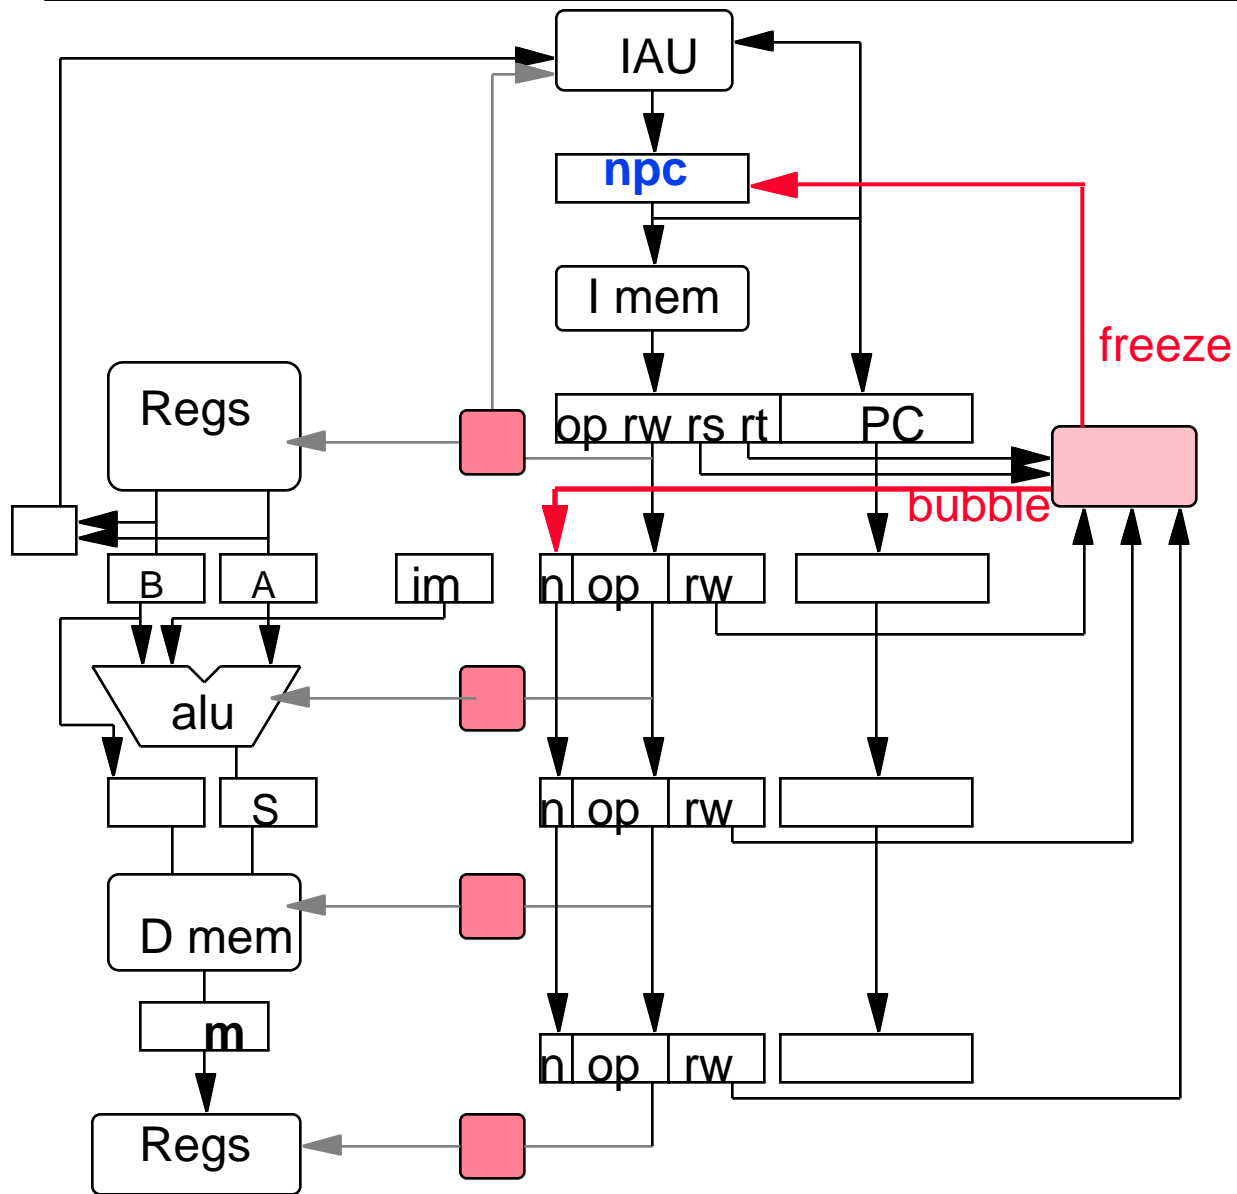 IAU
npc
I mem
freeze
Regs
op rw rs rt PC
bubble
B A im n op rw
alu
S n op rw
D mem
m
n op rw
Regs